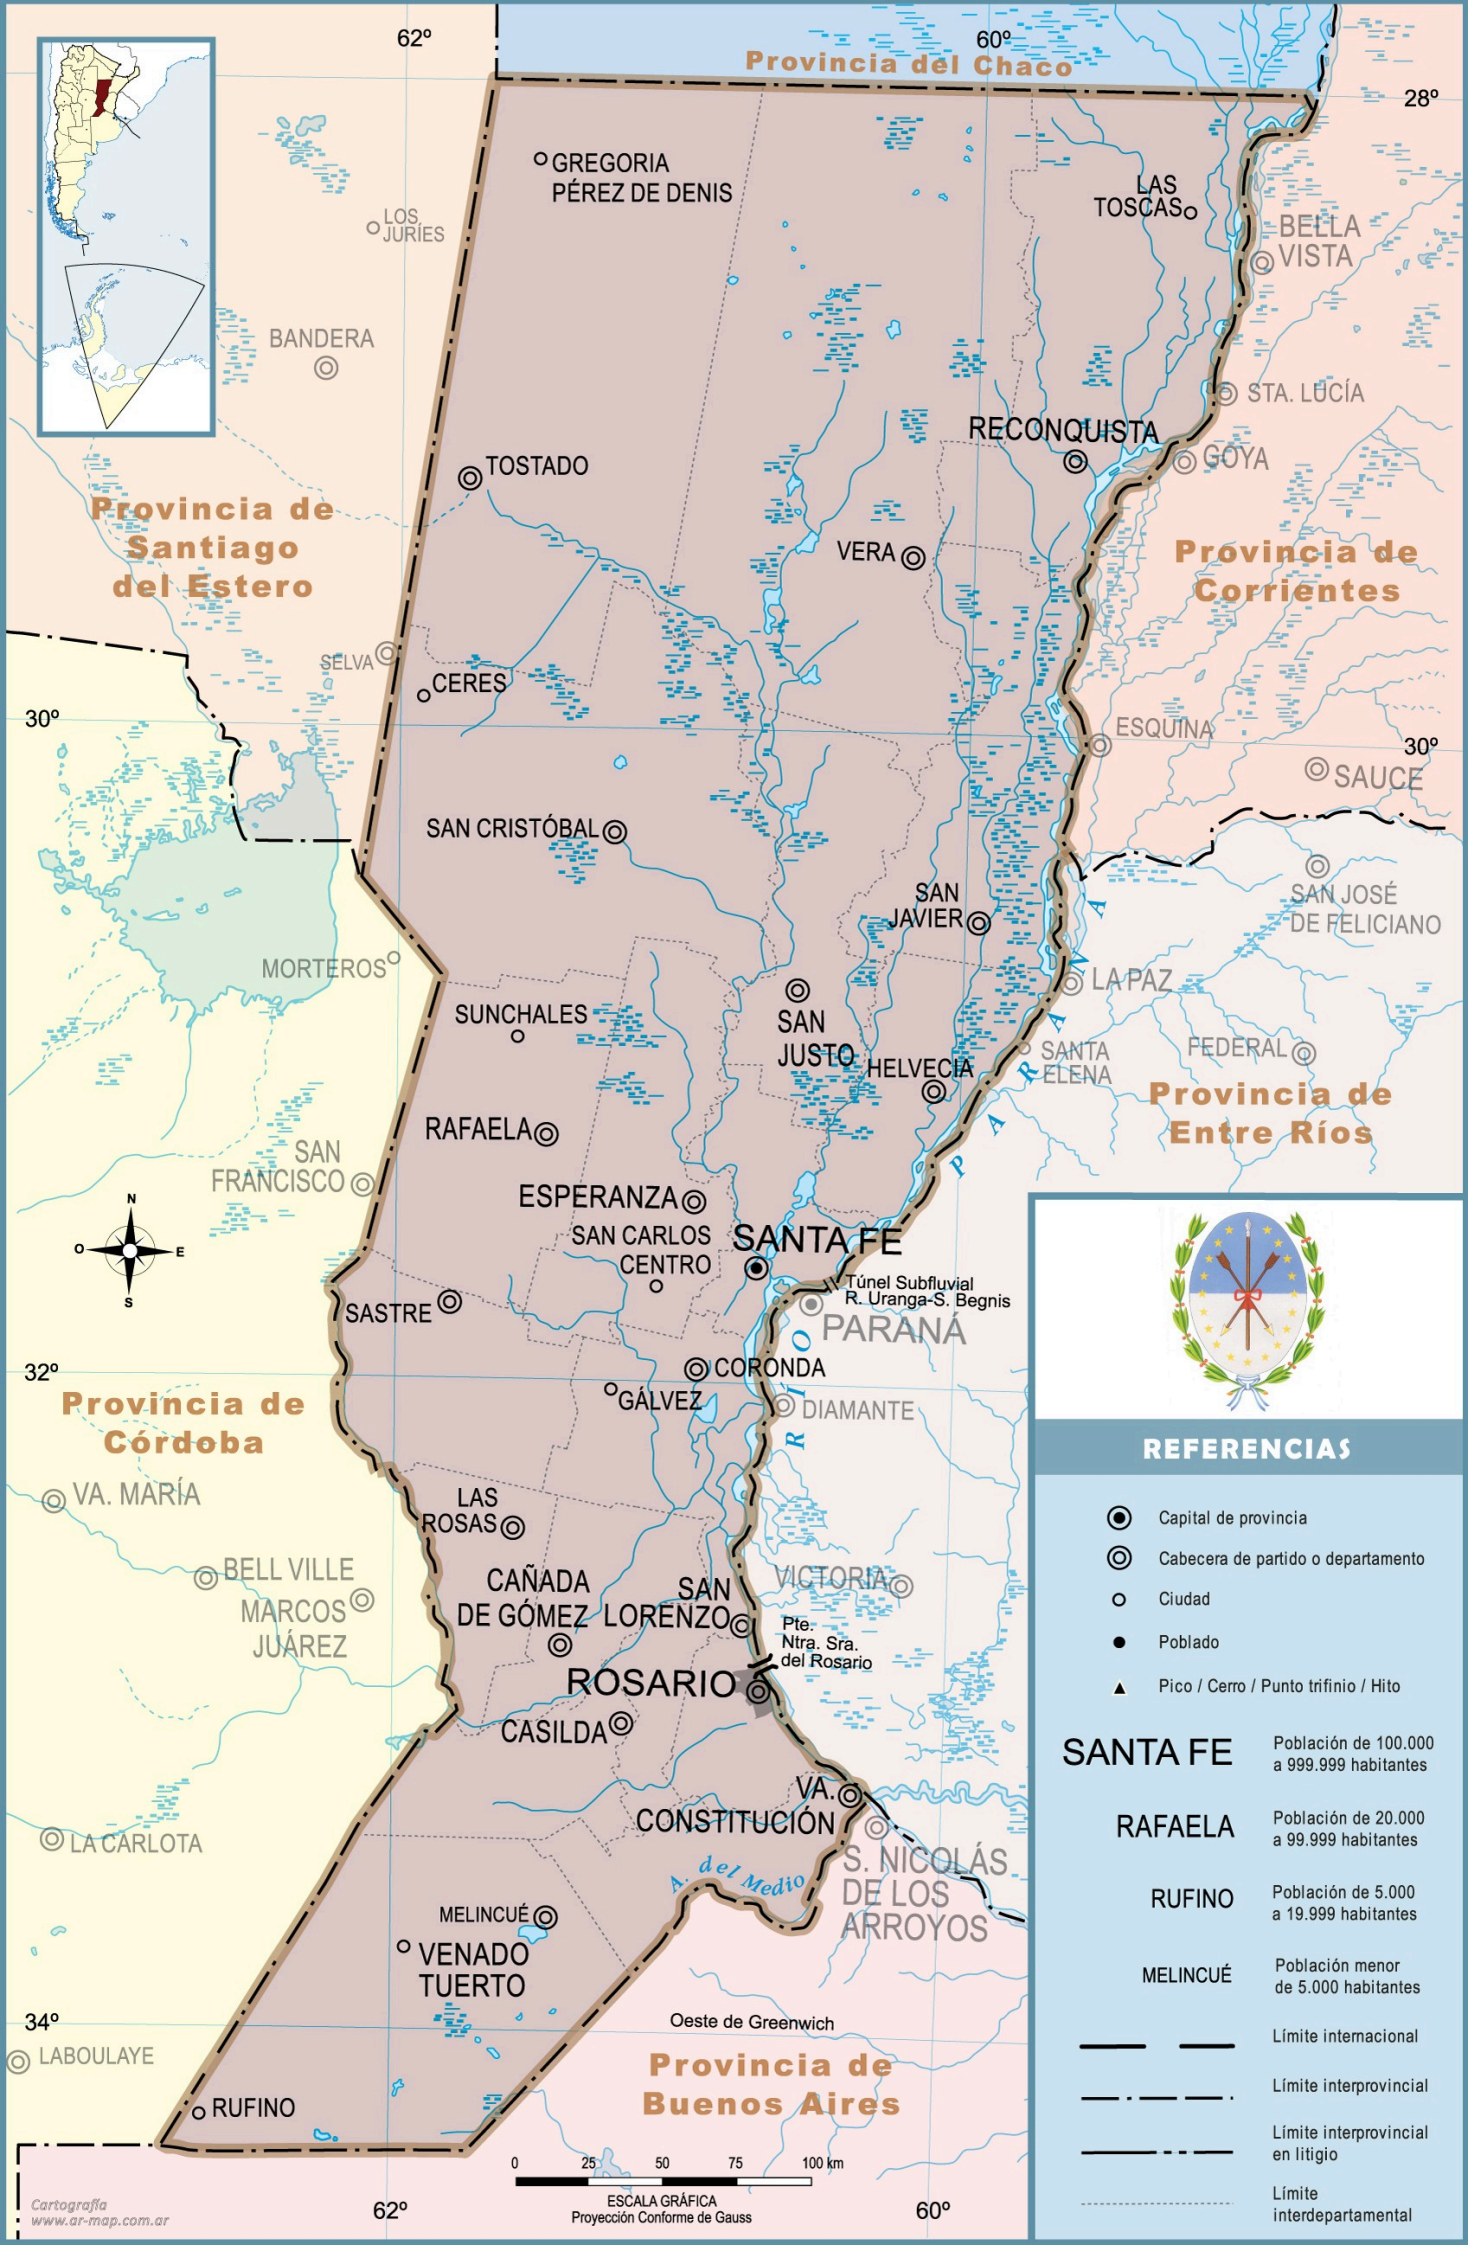 62º
60º
Provincia del Chaco
28º
GREGORIA
PÉREZ DE DENIS
LAS
TOSCAS
LOS
JURÍES
BELLA
VISTA
BANDERA
STA. LUCÍA
RECONQUISTA
GOYA
TOSTADO
Provincia de
Santiago
del Estero
VERA
Provincia de
Corrientes
SELVA
CERES
30º
ESQUINA
30º
SAUCE
SAN CRISTÓBAL
SAN
JAVIER
SAN JOSÉ
DE FELICIANO
MORTEROS
LA PAZ
SUNCHALES
SAN
JUSTO
HELVECIA
SANTA
ELENA
FEDERAL
Provincia de
Entre Ríos
RAFAELA
SAN
FRANCISCO
RÍO PARANÁ
N
O
E
S
ESPERANZA
SAN CARLOS
CENTRO
SANTA FE
Túnel Subfluvial
R. Uranga-S. Begnis
PARANÁ
SASTRE
32º
CORONDA
GÁLVEZ
DIAMANTE
Provincia de
Córdoba
VA. MARÍA
LAS
ROSAS
BELL VILLE
MARCOS
JUÁREZ
CAÑADA
DE GÓMEZ
SAN
LORENZO
VICTORIA
Pte.
Ntra. Sra.
del Rosario
ROSARIO
CASILDA
VA.
CONSTITUCIÓN
LA CARLOTA
A. del Medio
S. NICOLÁS
DE LOS
ARROYOS
MELINCUÉ
VENADO
TUERTO
34º
LABOULAYE
Oeste de Greenwich
Provincia de
Buenos Aires
RUFINO
0 25 50 75 100 km
ESCALA GRÁFICA
Proyección Conforme de Gauss
62º
60º
Cartografía
www.ar-map.com.ar
REFERENCIAS
Capital de provincia
Cabecera de partido o departamento
Ciudad
Poblado
Pico / Cerro / Punto trifinio / Hito
SANTA FE
Población de 100.000
a 999.999 habitantes
RAFAELA
Población de 20.000
a 99.999 habitantes
RUFINO
Población de 5.000
a 19.999 habitantes
MELINCUÉ
Población menor
de 5.000 habitantes
Límite internacional
Límite interprovincial
Límite interprovincial
en litigio
Límite
interdepartamental